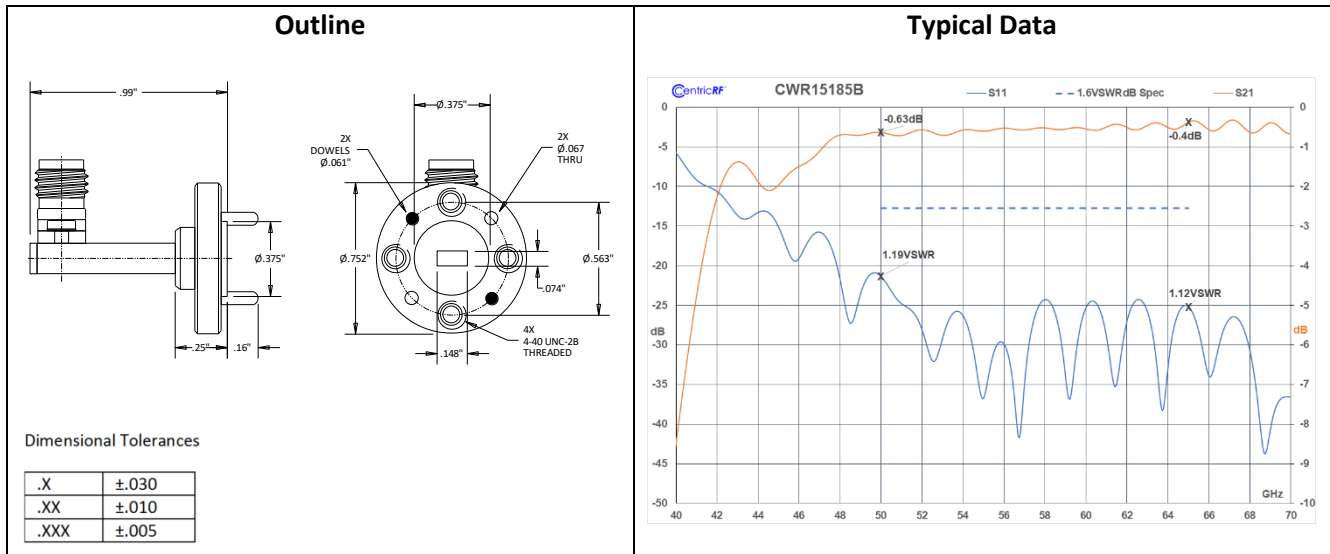 Outline
Typical Data
.99"
Ø.375"
2X
DOWELS
Ø.061"
2X
Ø.067
THRU
Ø.375"
Ø.752"
Ø.563"
.074"
.25"
.16"
.148"
4-40 UNC-2B
THREADED
Dimensional Tolerances
.X ±.030
.XX ±.010
.XXX ±.005
CentricRF
CWR15185B
S11
1.6VSWRdB Spec
S21
0
-5
-10
-15
-20
-25
-30
-35
-40
-45
-50
dB
0
-1
-2
-3
-4
-5
-6
-7
-8
-9
-10
dB
-0.63dB
-0.4dB
1.19VSWR
1.12VSWR
GHz
40 42 44 46 48 50 52 54 56 58 60 62 64 66 68 70